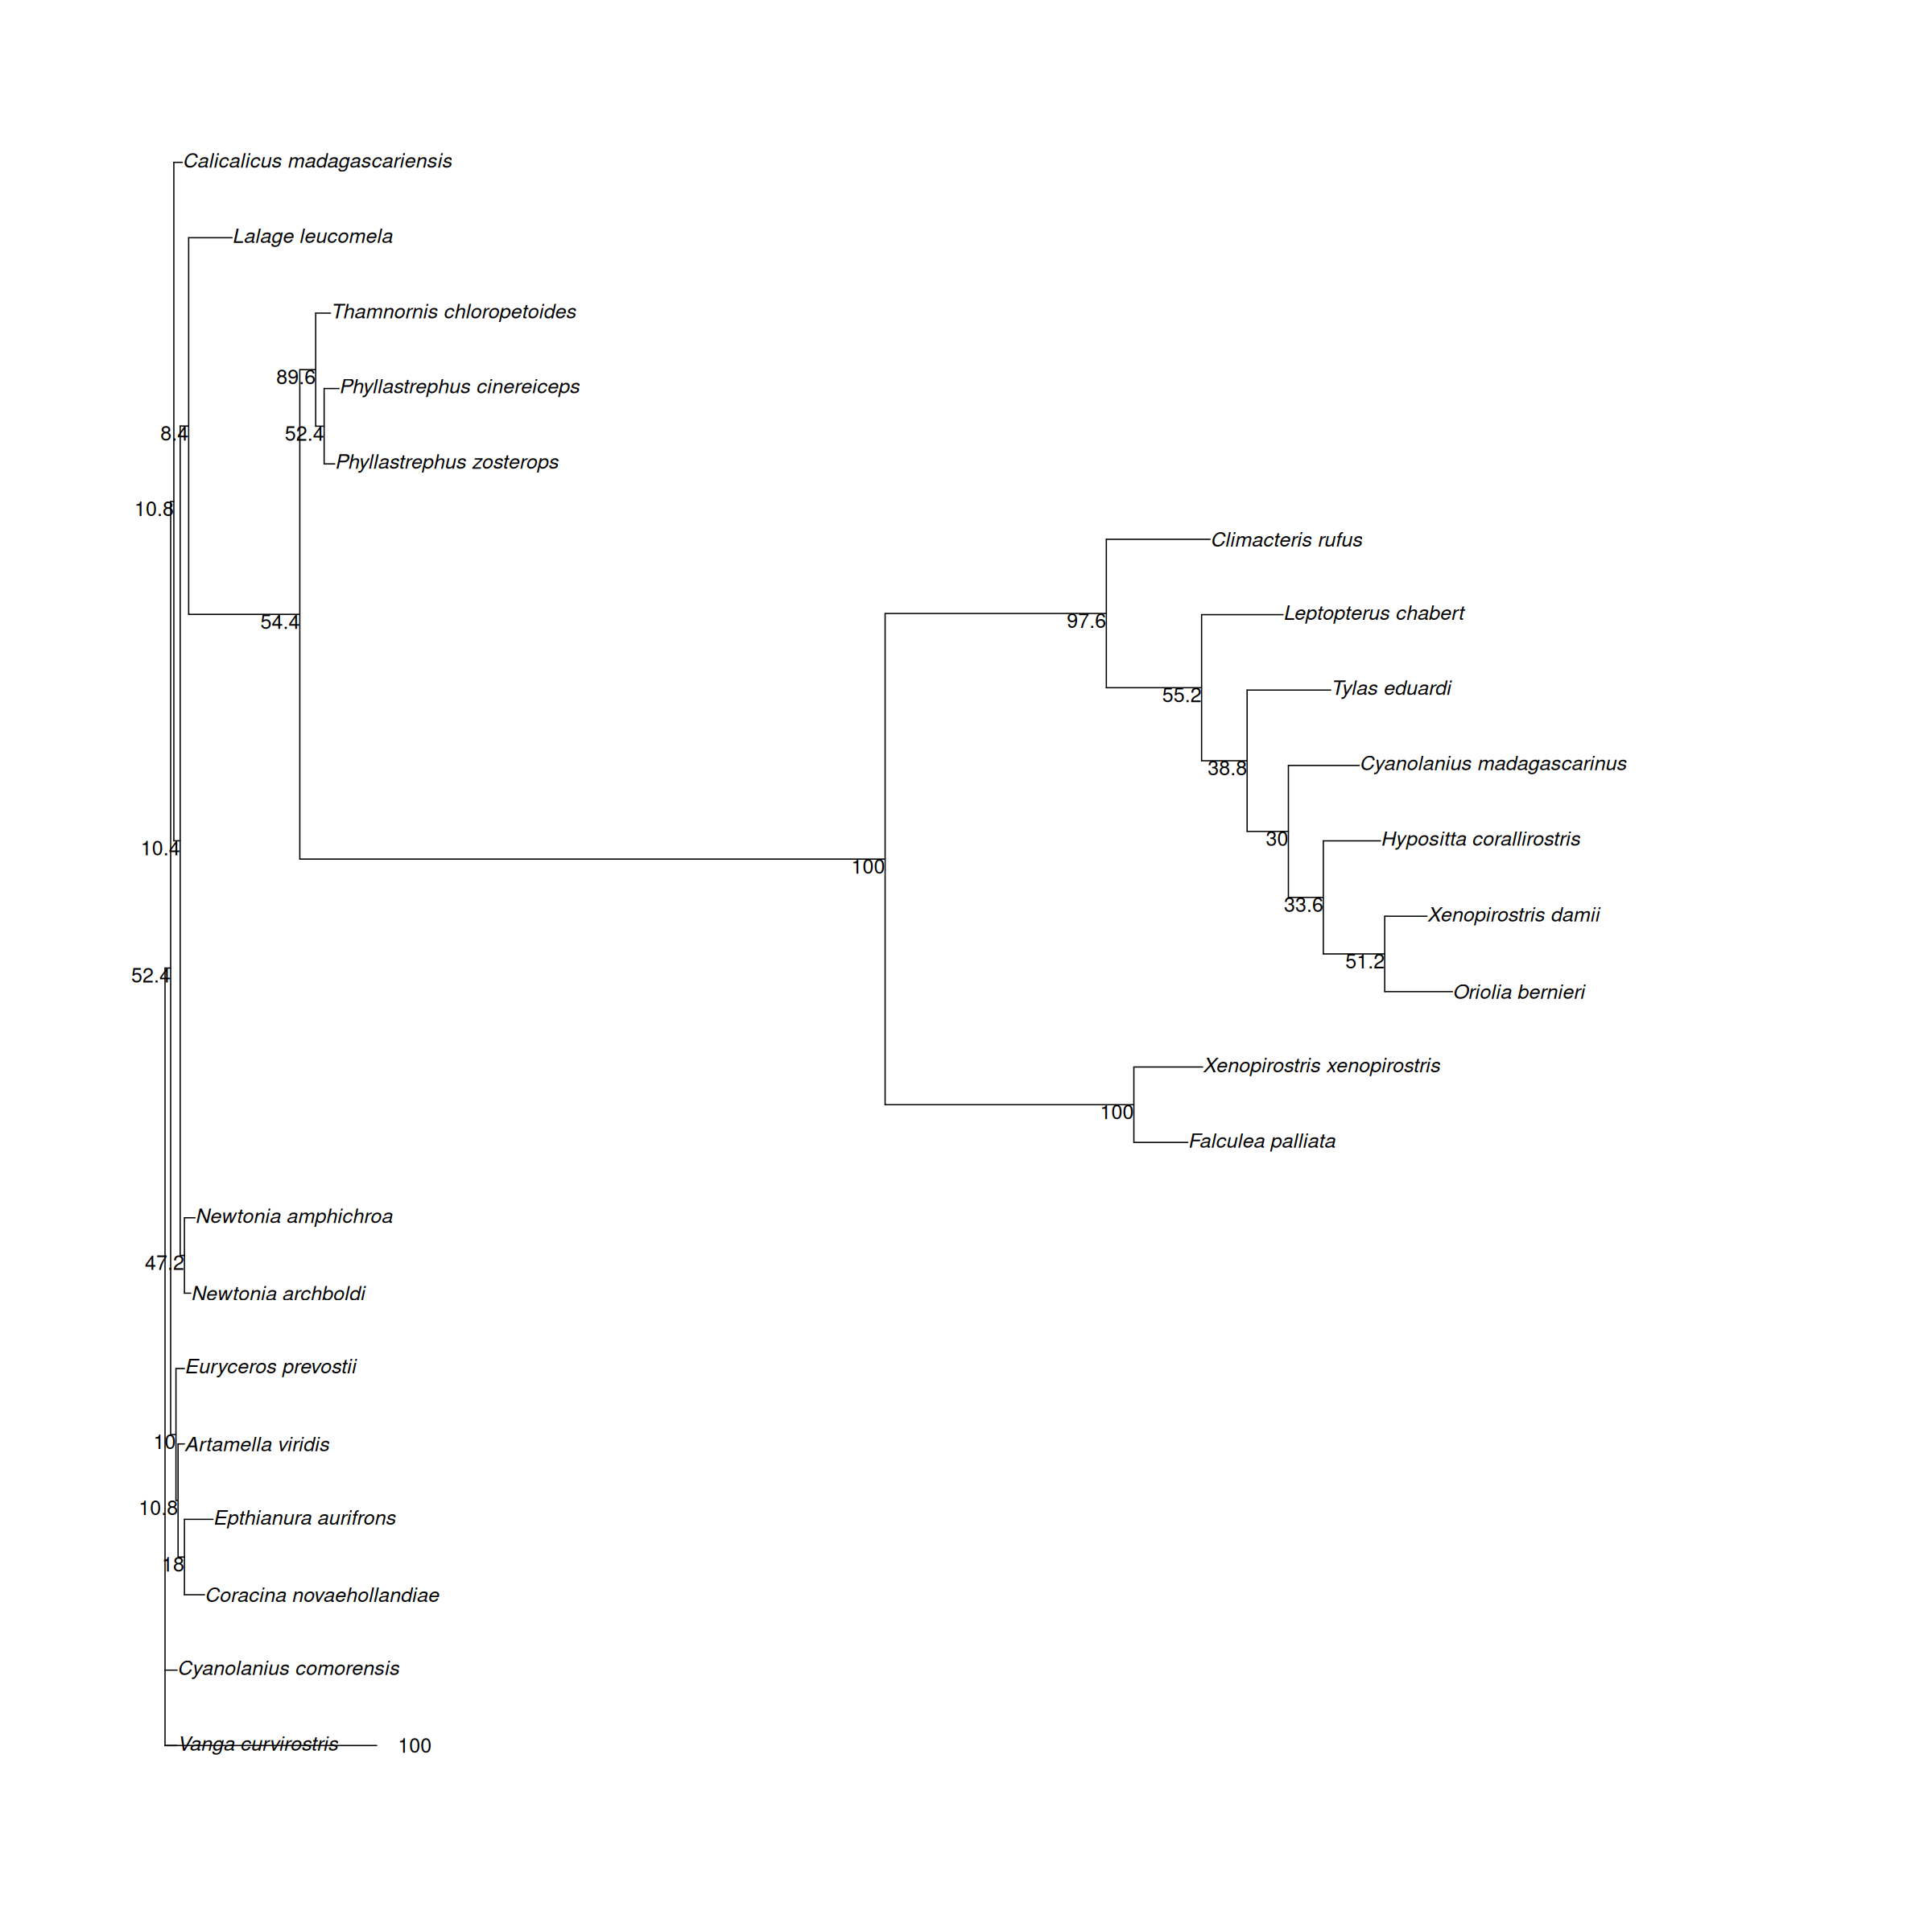 Calicalicus madagascariensis
Lalage leucomela
Thamnornis chloropetoides
89.6
Phyllastrephus cinereiceps
8.4
52.4
Phyllastrephus zosterops
10.8
Climacteris rufus
Leptopterus chabert
54.4
97.6
Tylas eduardi
55.2
Cyanolanius madagascarinus
38.8
Hypositta corallirostris
30
10.4
100
33.6
Xenopirostris damii
51.2
52.4
Oriolia bernieri
Xenopirostris xenopirostris
100
Falculea palliata
Newtonia amphichroa
47.2
Newtonia archboldi
Euryceros prevostii
10
Artamella viridis
10.8
Epthianura aurifrons
18
Coracina novaehollandiae
Cyanolanius comorensis
Vanga curvirostris 100